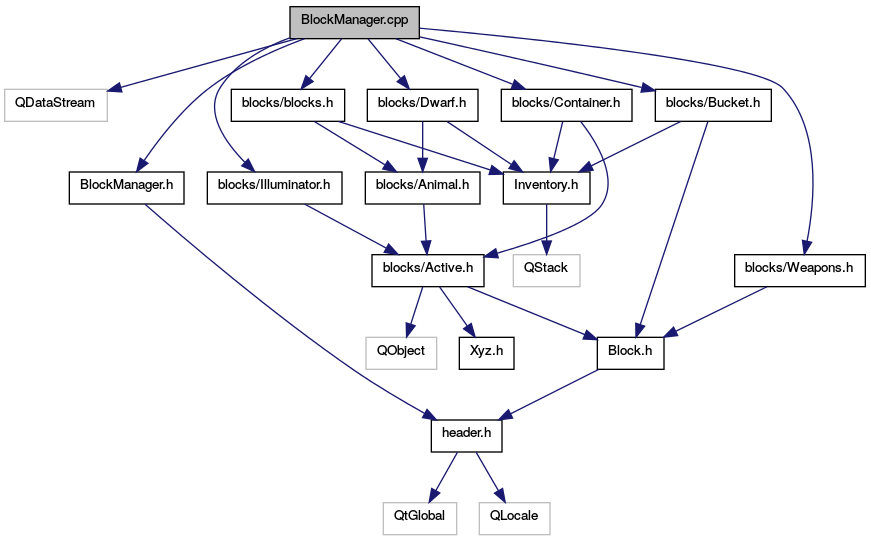 BlockManager.cpp
QDataStream
blocks/blocks.h
blocks/Dwarf.h
blocks/Container.h
blocks/Bucket.h
BlockManager.h
blocks/Illuminator.h
blocks/Animal.h
Inventory.h
blocks/Active.h
QStack
blocks/Weapons.h
QObject
Xyz.h
Block.h
header.h
QtGlobal
QLocale